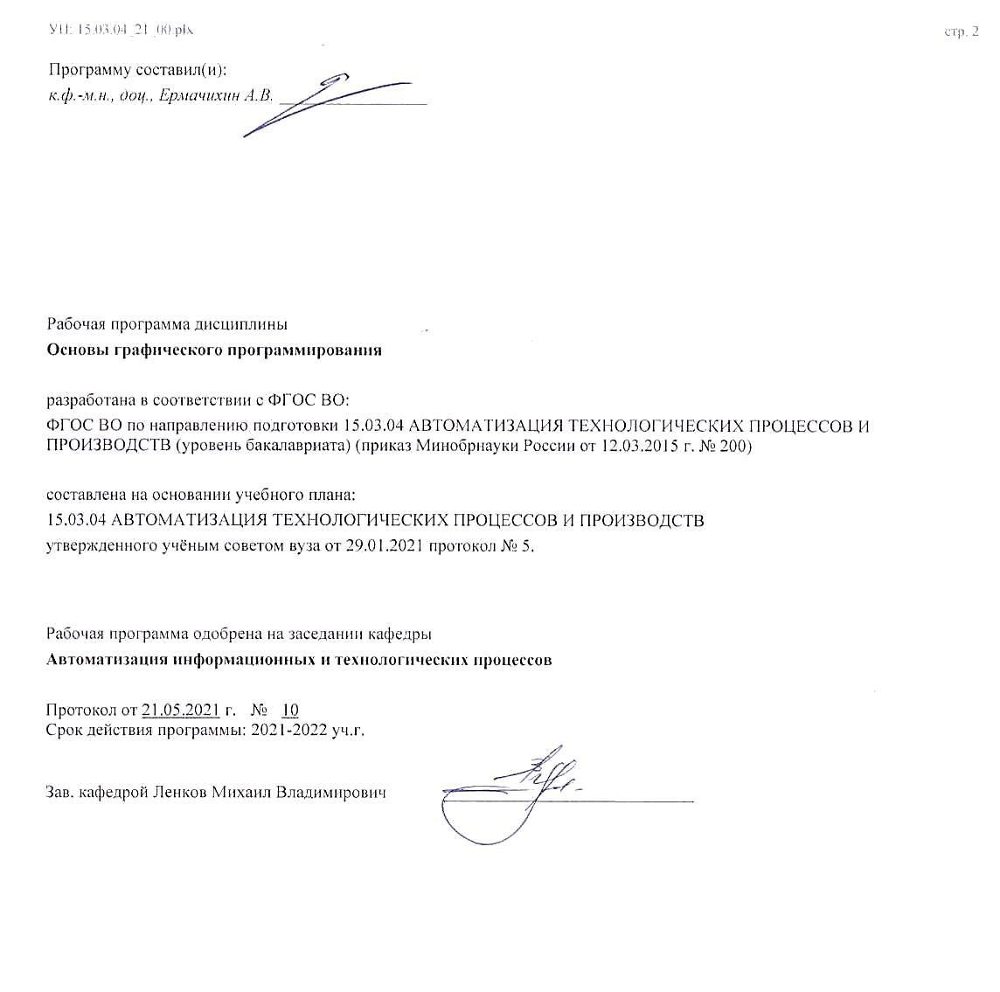 УП: 15.03.04_21_00.plx
стр. 2
Программу составил(и):
к.ф.-м.н., доц., Ермачихин А.В.
Рабочая программа дисциплины
Основы графического программирования
разработана в соответствии с ФГОС ВО:
ФГОС ВО по направлению подготовки 15.03.04 АВТОМАТИЗАЦИЯ ТЕХНОЛОГИЧЕСКИХ ПРОЦЕССОВ И
ПРОИЗВОДСТВ (уровень бакалавриата) (приказ Минобрнауки России от 12.03.2015 г. № 200)
составлена на основании учебного плана:
15.03.04 АВТОМАТИЗАЦИЯ ТЕХНОЛОГИЧЕСКИХ ПРОЦЕССОВ И ПРОИЗВОДСТВ
утвержденного учёным советом вуза от 29.01.2021 протокол № 5.
Рабочая программа одобрена на заседании кафедры
Автоматизация информационных и технологических процессов
Протокол от 21.05.2021 г. № 10
Срок действия программы: 2021-2022 уч.г.
Зав. кафедрой Ленков Михаил Владимирович